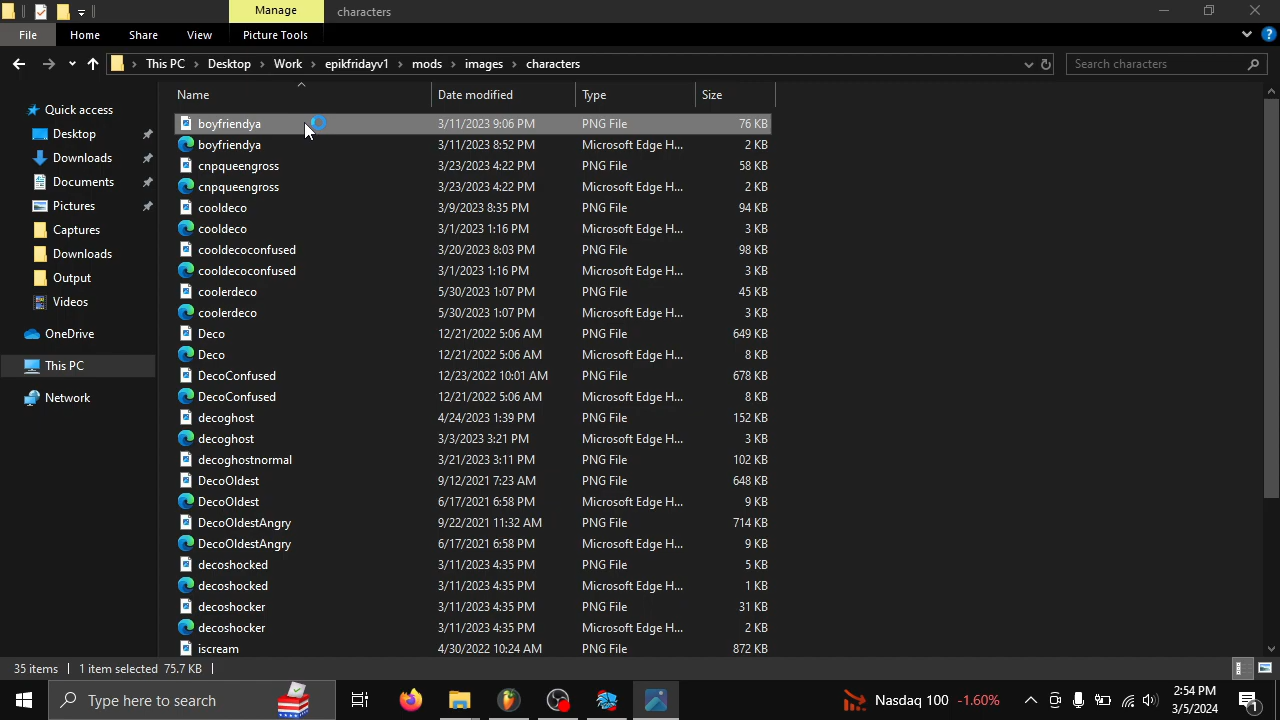 Manage
characters
File
Home
Share
View
Picture Tools
This PC
Desktop
Work
epikfridayv1
mods
images
characters
Search characters
Name
Date modified
Type
Size
Quick access
Desktop
Downloads
Documents
Pictures
Captures
Downloads
Output
Videos
OneDrive
This PC
Network
boyfriendya 3/11/2023 9:06 PM PNG File 76 KB
boyfriendya 3/11/2023 8:52 PM Microsoft Edge H... 2 KB
cnpqueengross 3/23/2023 4:22 PM PNG File 58 KB
cnpqueengross 3/23/2023 4:22 PM Microsoft Edge H... 2 KB
cooldeco 3/9/2023 8:35 PM PNG File 94 KB
cooldeco 3/1/2023 1:16 PM Microsoft Edge H... 3 KB
cooldecoconfused 3/20/2023 8:03 PM PNG File 98 KB
cooldecoconfused 3/1/2023 1:16 PM Microsoft Edge H... 3 KB
coolerdeco 5/30/2023 1:07 PM PNG File 45 KB
coolerdeco 5/30/2023 1:07 PM Microsoft Edge H... 3 KB
Deco 12/21/2022 5:06 AM PNG File 649 KB
Deco 12/21/2022 5:06 AM Microsoft Edge H... 8 KB
DecoConfused 12/23/2022 10:01 AM PNG File 678 KB
DecoConfused 12/21/2022 5:06 AM Microsoft Edge H... 8 KB
decoghost 4/24/2023 1:39 PM PNG File 152 KB
decoghost 3/3/2023 3:21 PM Microsoft Edge H... 3 KB
decoghostnormal 3/21/2023 3:11 PM PNG File 102 KB
DecoOldest 9/12/2021 7:23 AM PNG File 648 KB
DecoOldest 6/17/2021 6:58 PM Microsoft Edge H... 9 KB
DecoOldestAngry 9/22/2021 11:32 AM PNG File 714 KB
DecoOldestAngry 6/17/2021 6:58 PM Microsoft Edge H... 9 KB
decoshocked 3/11/2023 4:35 PM PNG File 5 KB
decoshocked 3/11/2023 4:35 PM Microsoft Edge H... 1 KB
decoshocker 3/11/2023 4:35 PM PNG File 31 KB
decoshocker 3/11/2023 4:35 PM Microsoft Edge H... 2 KB
iscream 4/30/2022 10:24 AM PNG File 872 KB
35 items
1 item selected 75.7 KB
Type here to search
Nasdaq 100 -1.60%
2:54 PM
3/5/2024
1